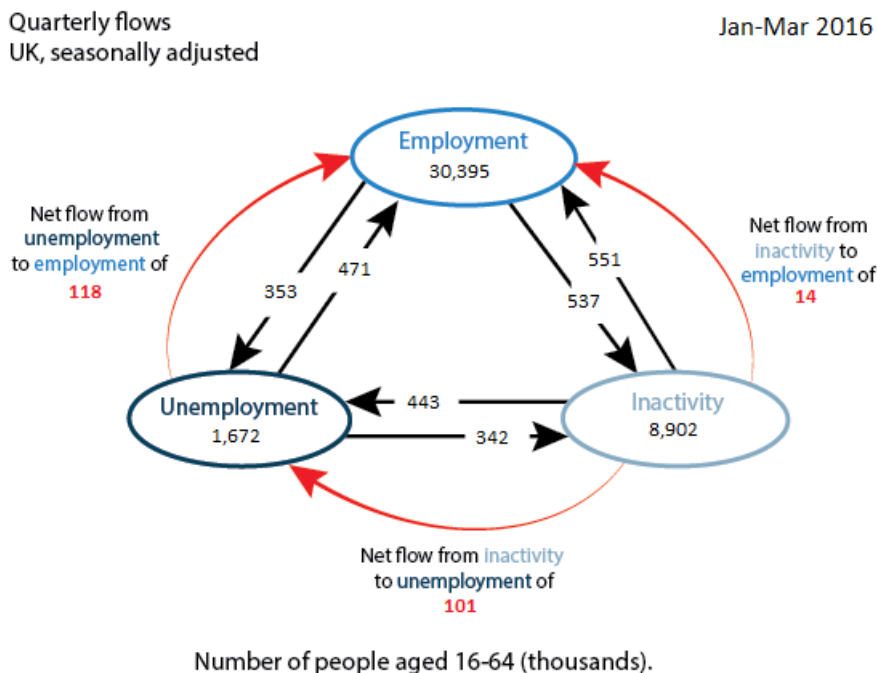 Quarterly flows
UK, seasonally adjusted
Jan-Mar 2016
Employment
30,395
Net flow from
unemployment
to employment of
118
Net flow from
inactivity to
employment of
14
353
471
551
537
Unemployment
1,672
443
342
Inactivity
8,902
Net flow from inactivity
to unemployment of
101
Number of people aged 16-64 (thousands).